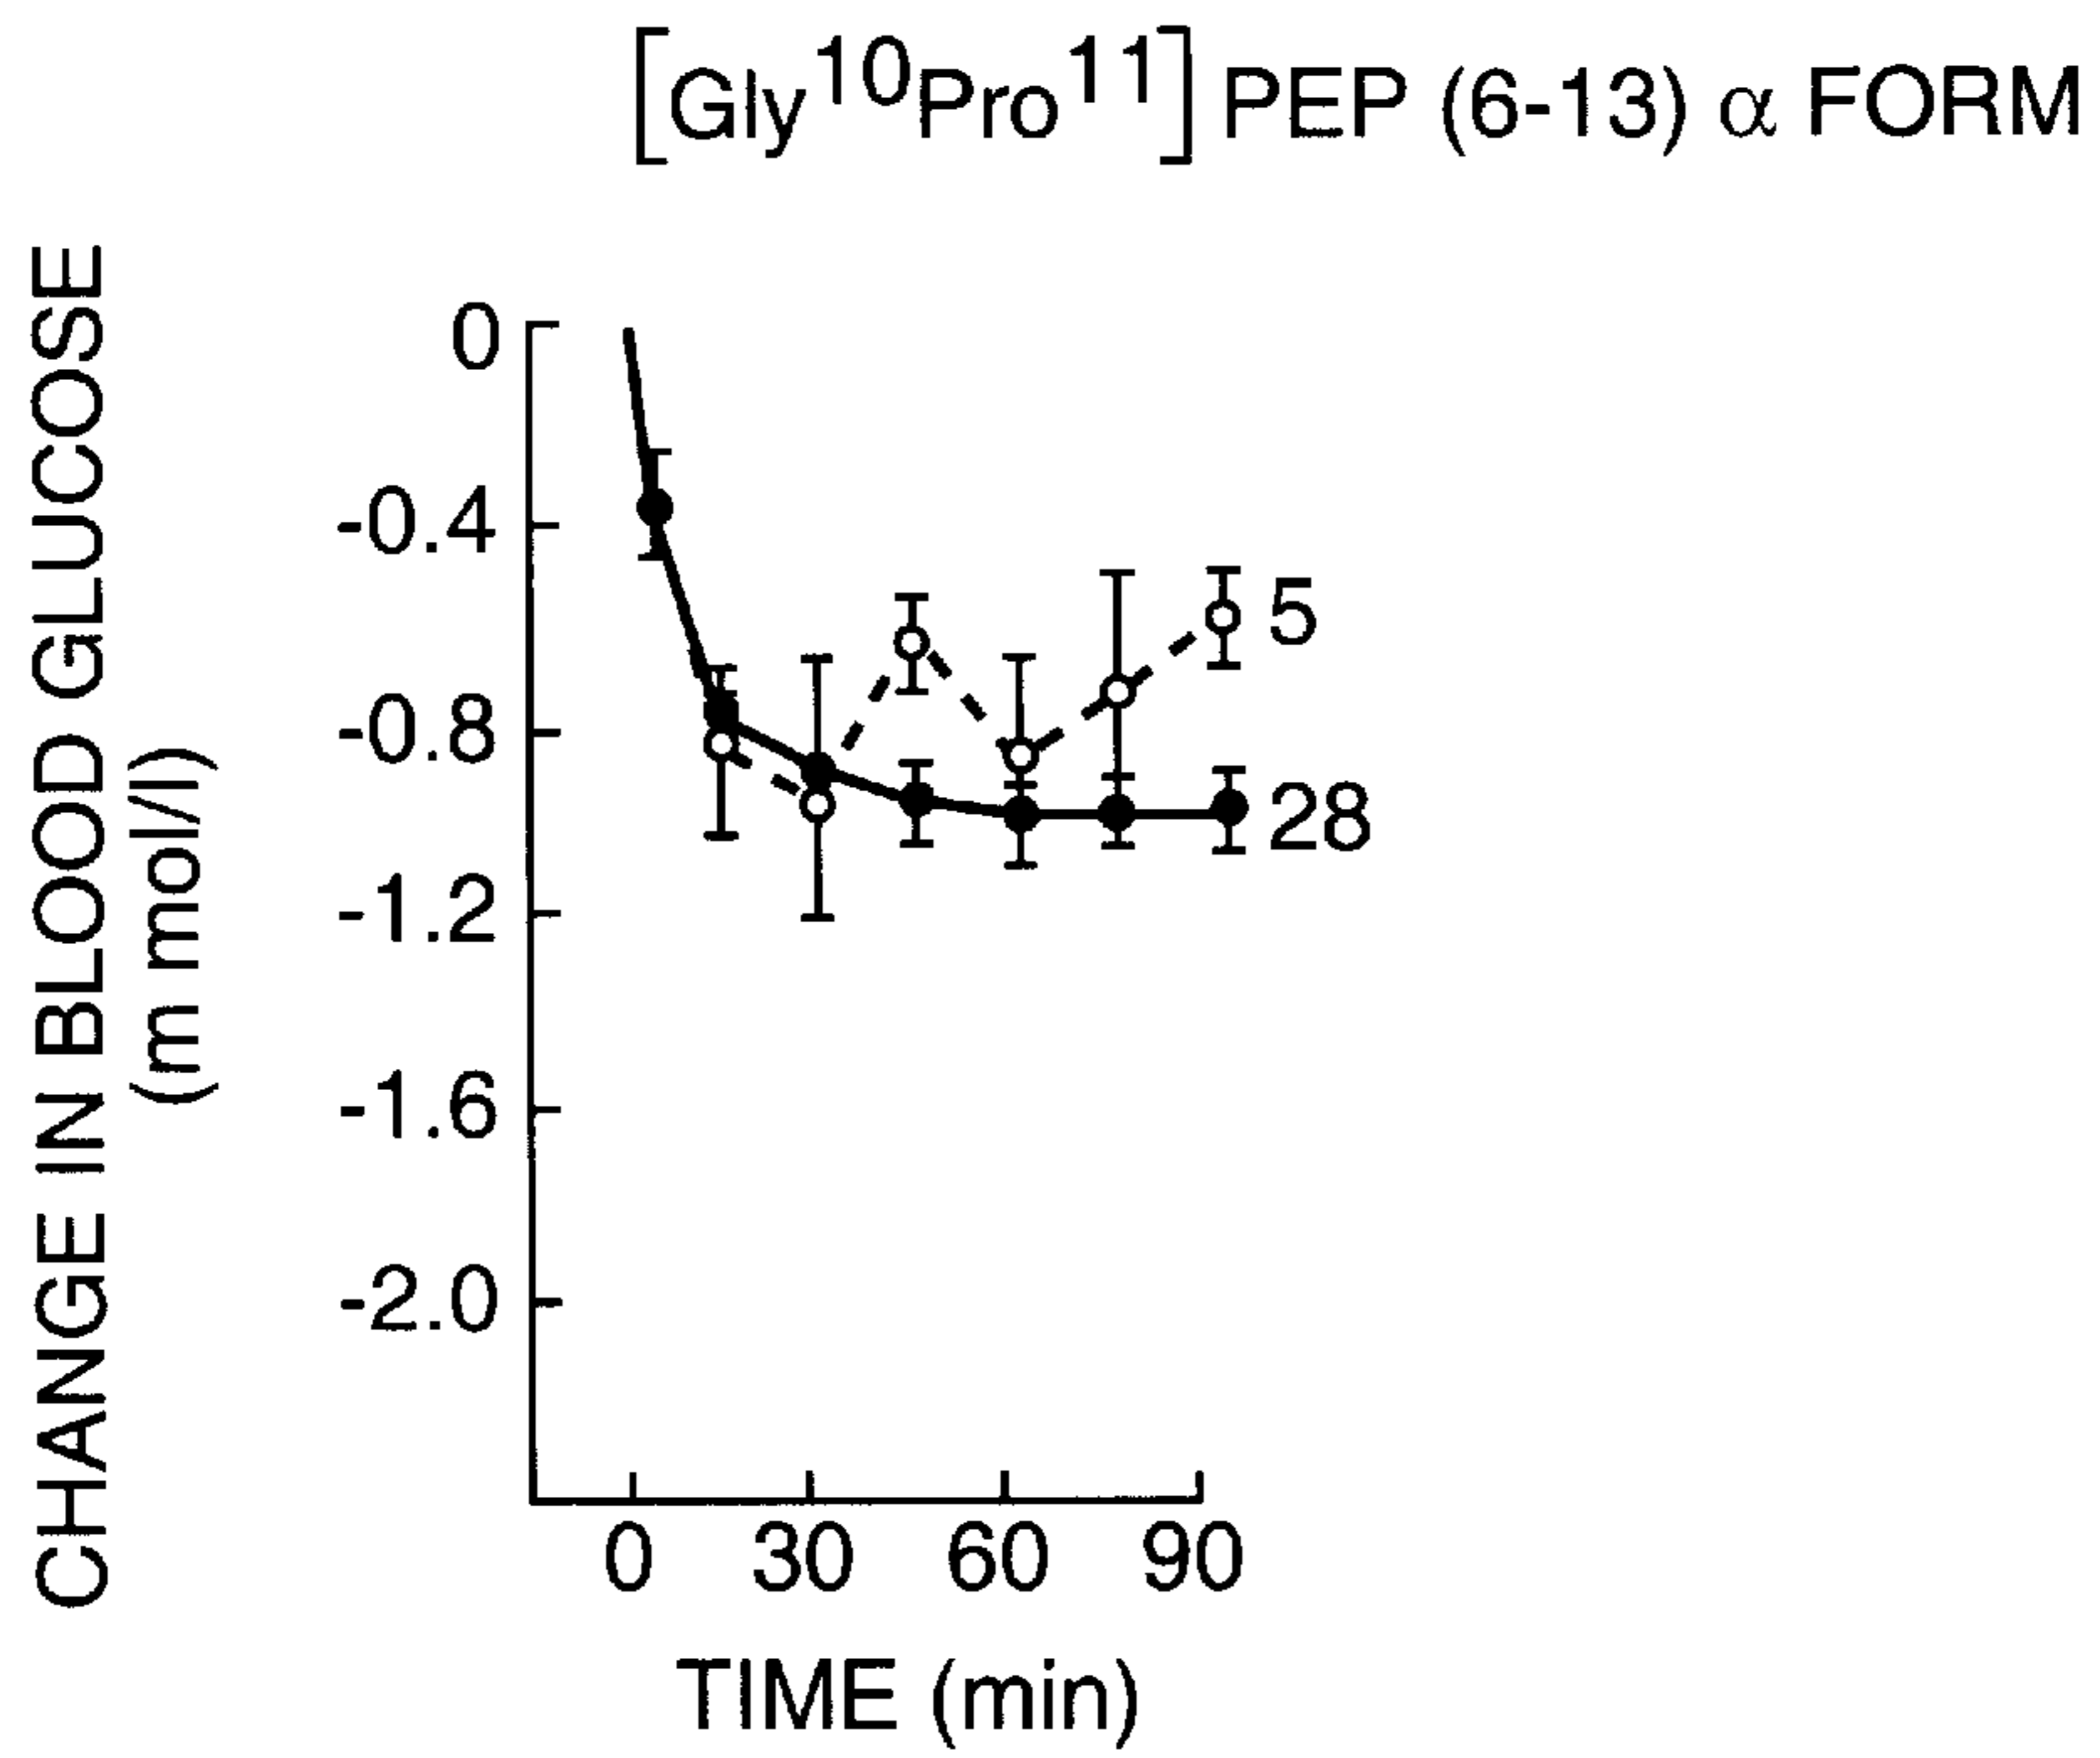 [Gly10Pro11] PEP (6-13) α FORM
CHANGE IN BLOOD GLUCOSE
(m mol/l)
0
-0.4
-0.8
-1.2
-1.6
-2.0
5
28
0 30 60 90
TIME (min)